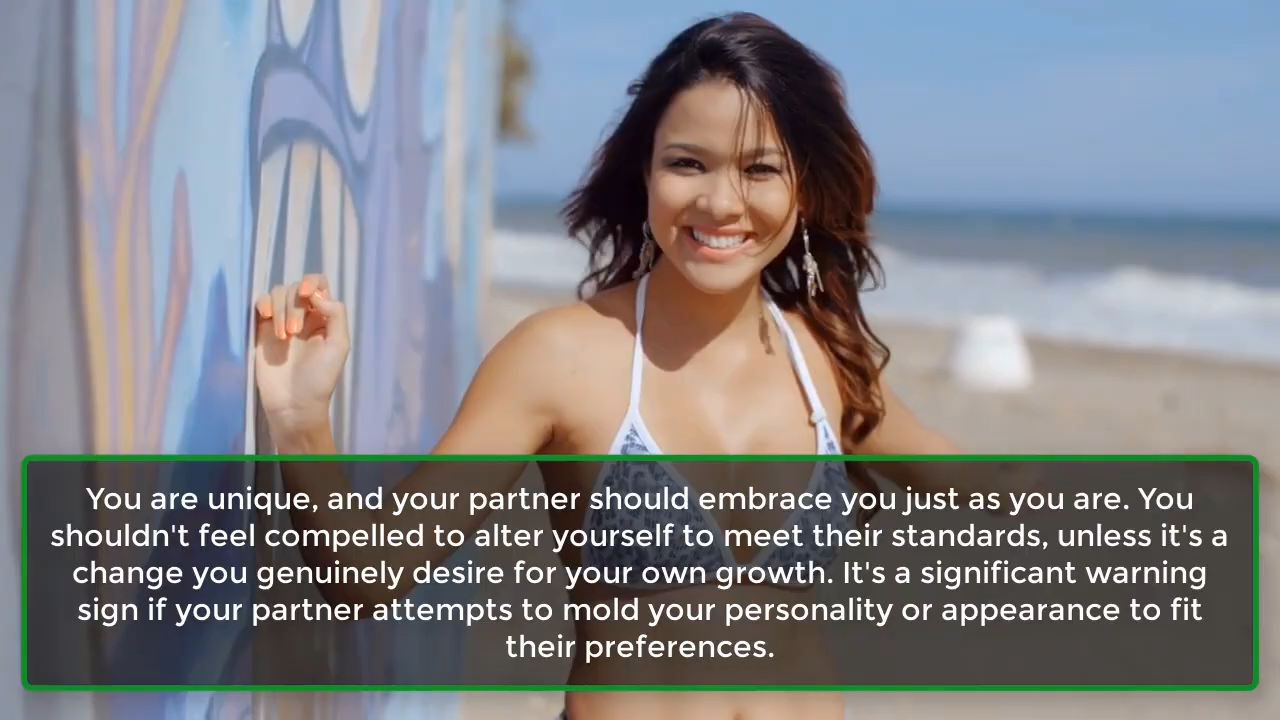 You are unique, and your partner should embrace you just as you are. You
shouldn't feel compelled to alter yourself to meet their standards, unless it's a
change you genuinely desire for your own growth. It's a significant warning
sign if your partner attempts to mold your personality or appearance to fit
their preferences.